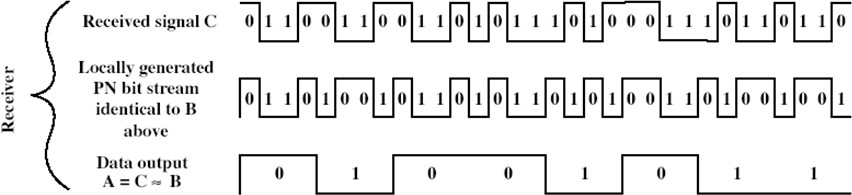 Received signal C 0 1 1 0 0 1 1 0 0 1 1 0 1 0 1 1 1 0 1 0 0 0 1 1 1 0 1 1 0 1 1 0
Receiver
Locally generated
PN bit stream
identical to B
above
0 1 1 0 1 0 0 1 0 1 1 0 1 0 1 1 0 1 0 1 0 0 1 1 0 1 0 0 1 0 0 1
Data output
A = C ≈ B
0 1 0 0 1 0 1 1